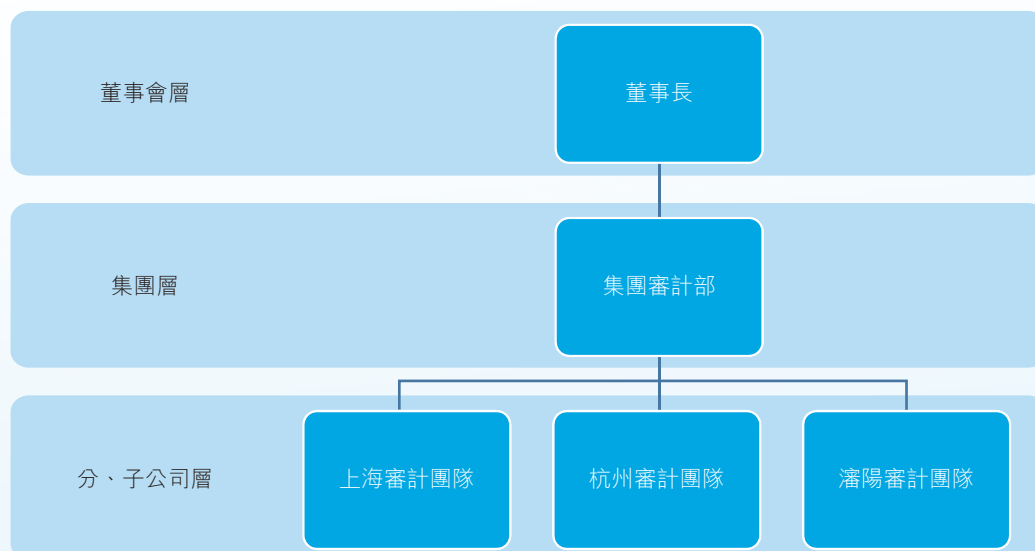 董事會層
董事長
集團層
集團審計部
分、子公司層
上海審計團隊
杭州審計團隊
瀋陽審計團隊